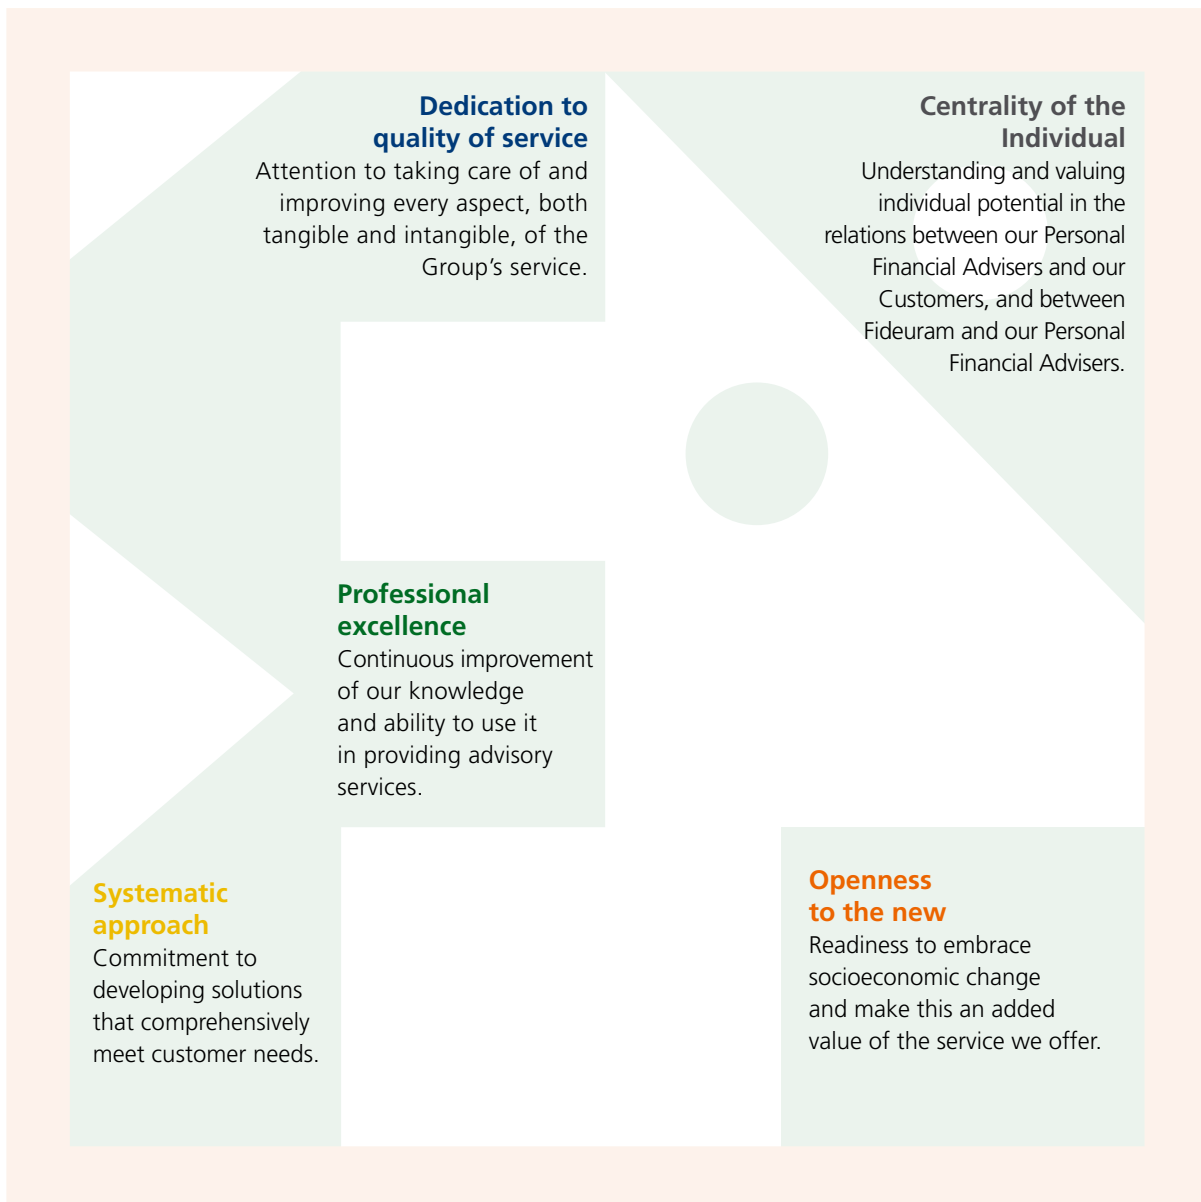 Dedication to
quality of service
Attention to taking care of and
improving every aspect, both
tangible and intangible, of the
Group’s service.
Centrality of the
Individual
Understanding and valuing
individual potential in the
relations between our Personal
Financial Advisers and our
Customers, and between
Fideuram and our Personal
Financial Advisers.
Professional
excellence
Continuous improvement
of our knowledge
and ability to use it
in providing advisory
services.
Systematic
approach
Commitment to
developing solutions
that comprehensively
meet customer needs.
Openness
to the new
Readiness to embrace
socioeconomic change
and make this an added
value of the service we offer.